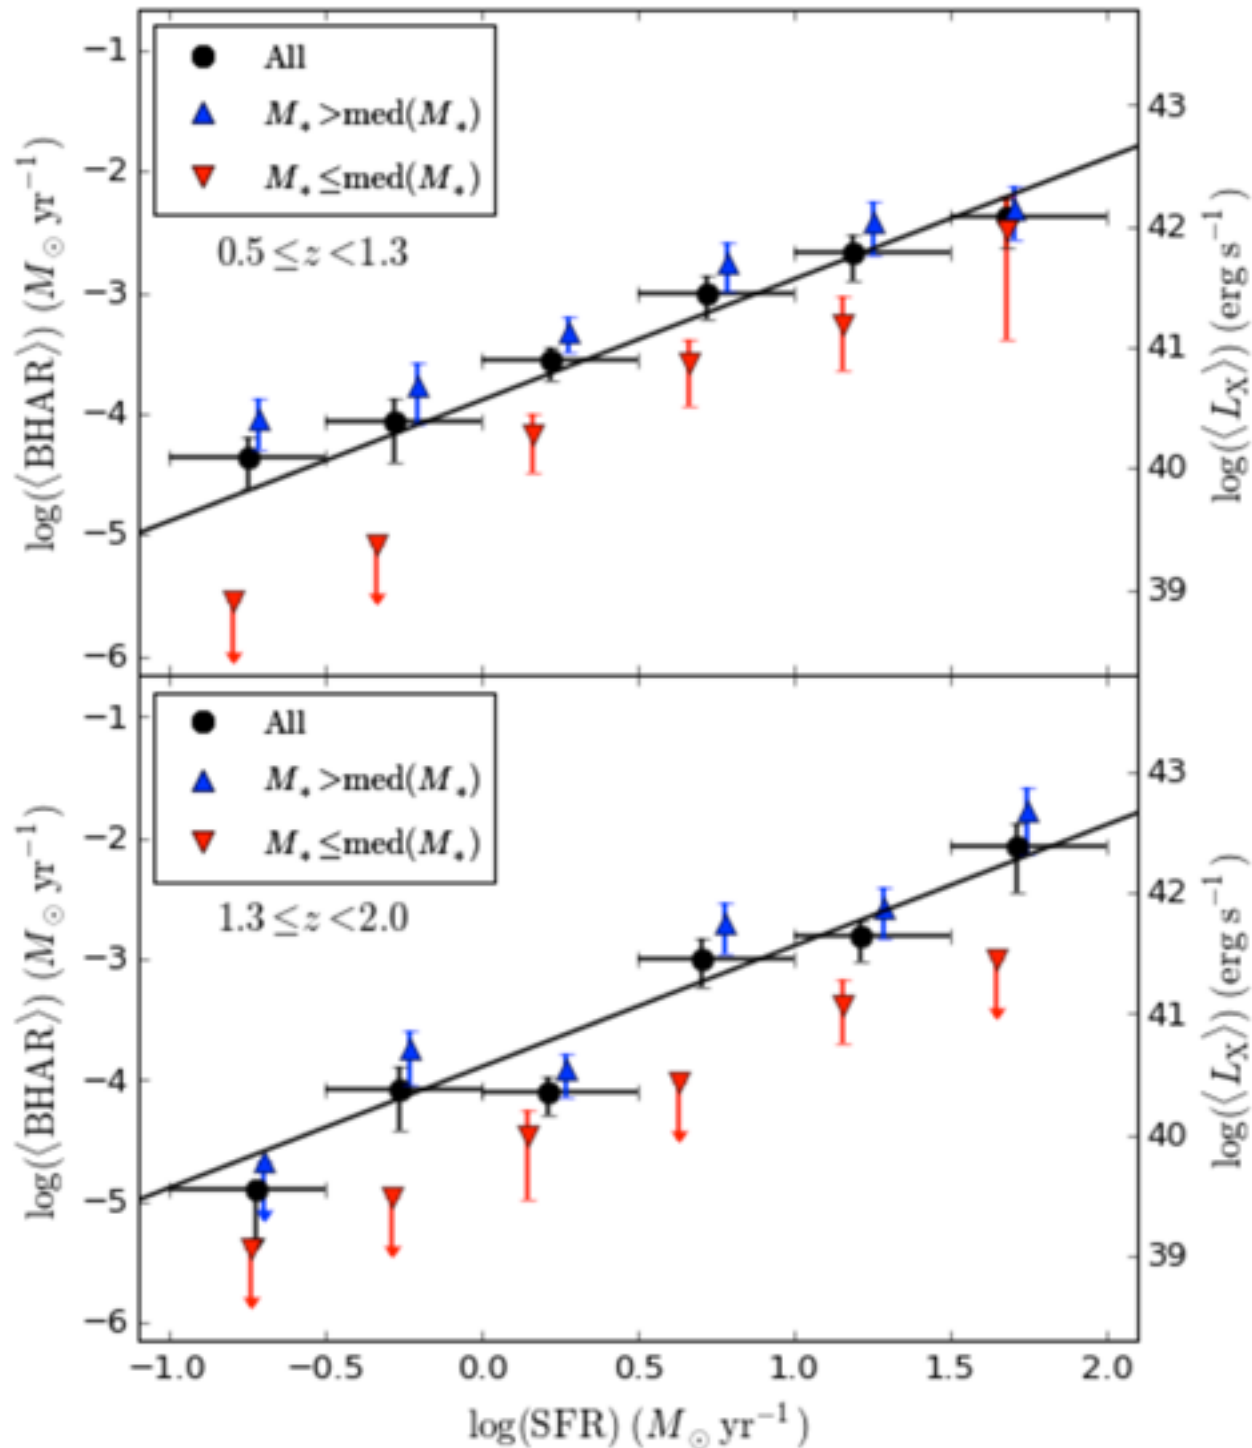 All
M* >med(M*)
M* ≤med(M*)
0.5 ≤z <1.3
−1
−2
−3
−4
−5
−6
log(⟨BHAR⟩) (M⊙ yr−1)
43
42
41
40
39
log(⟨LX⟩) (erg s−1)
All
M* >med(M*)
M* ≤med(M*)
1.3 ≤z <2.0
−1
−2
−3
−4
−5
−6
log(⟨BHAR⟩) (M⊙ yr−1)
43
42
41
40
39
log(⟨LX⟩) (erg s−1)
−1.0 −0.5 0.0 0.5 1.0 1.5 2.0
log(SFR) (M⊙ yr−1)